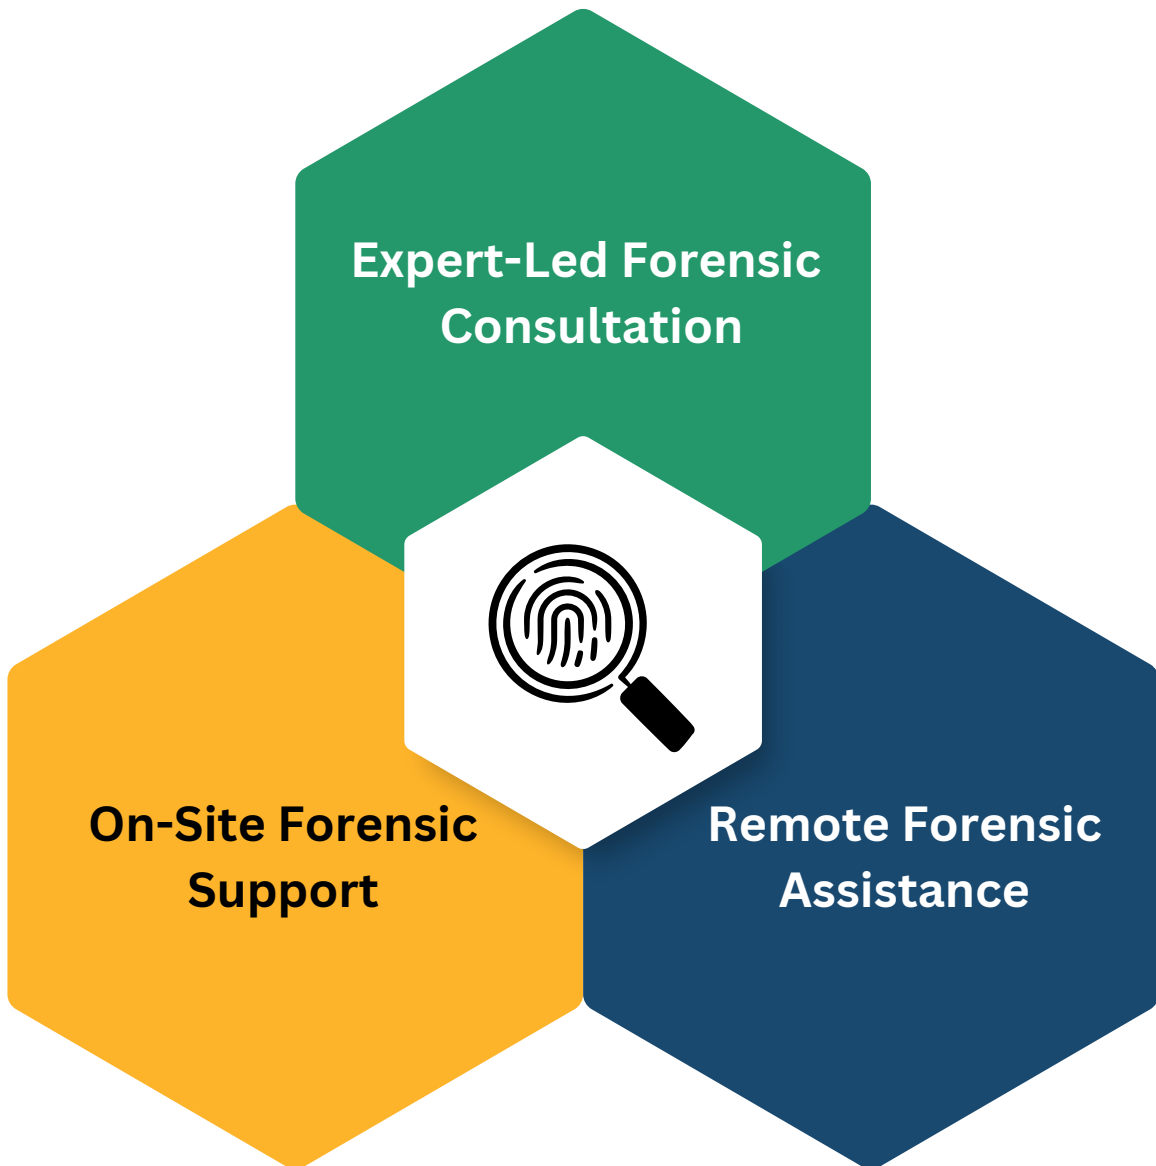 Expert-Led Forensic
Consultation
On-Site Forensic
Support
Remote Forensic
Assistance